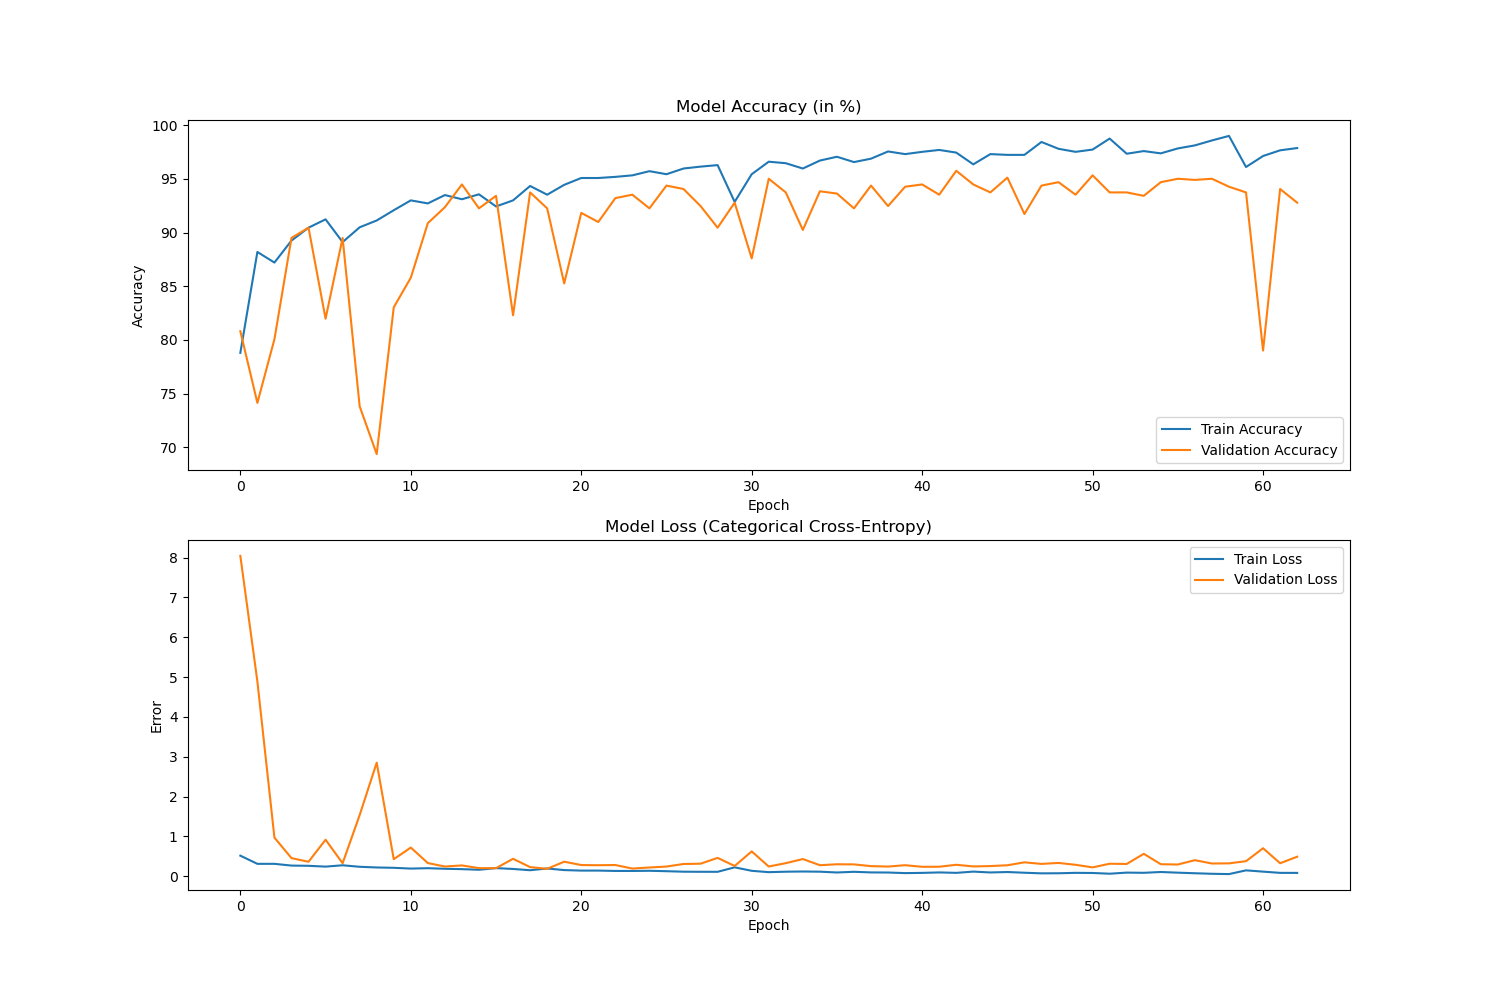 Model Accuracy (in %)
100
95
90
85
80
75
70
Accuracy
Train Accuracy
Validation Accuracy
0 10 20 30 40 50 60
Epoch
Model Loss (Categorical Cross-Entropy)
8
7
6
5
4
3
2
1
0
Error
Train Loss
Validation Loss
0 10 20 30 40 50 60
Epoch